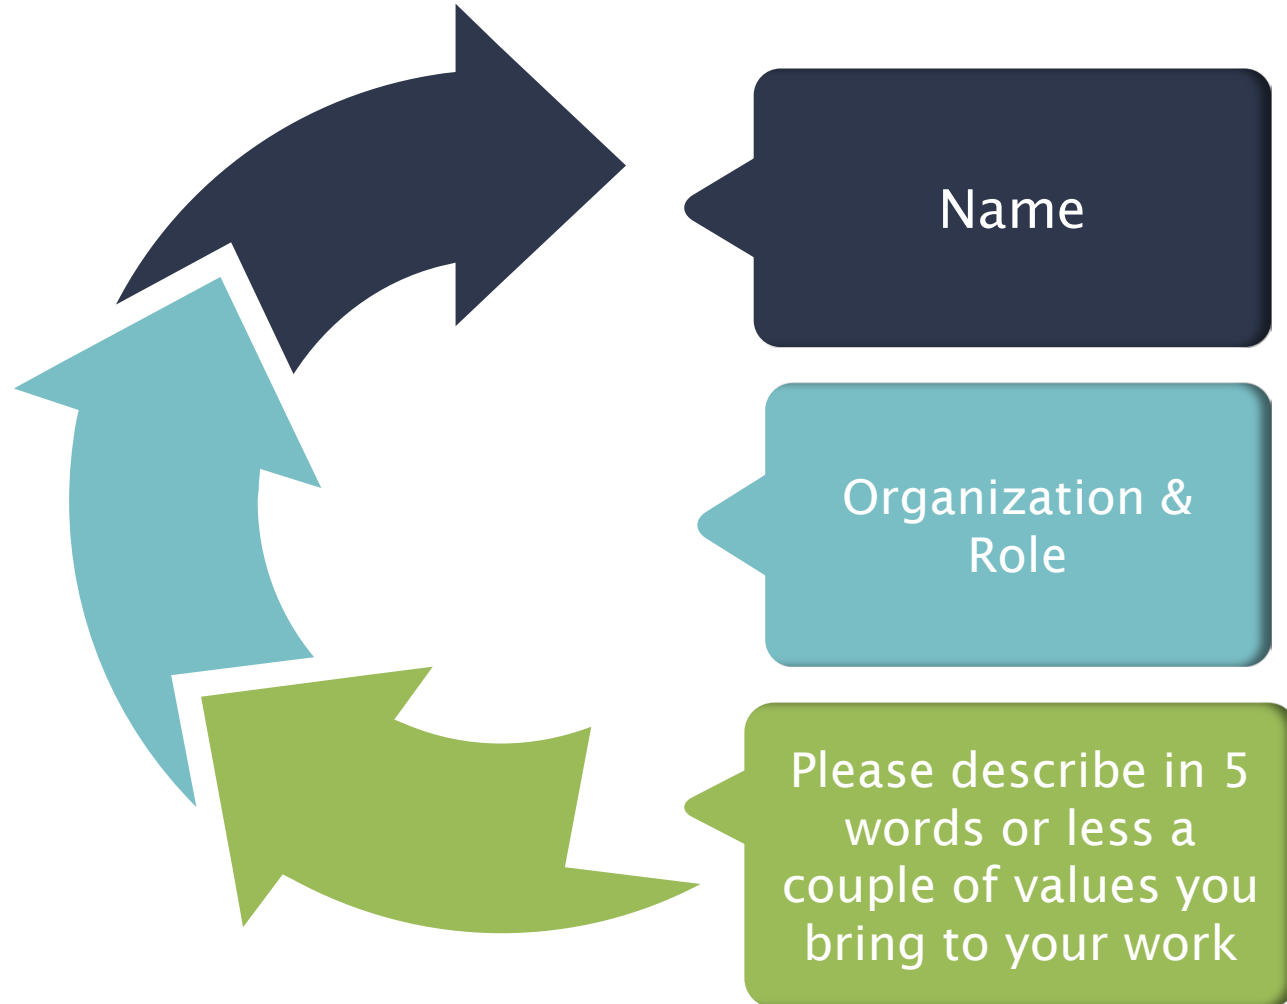 Name
Organization &
Role
Please describe in 5
words or less a
couple of values you
bring to your work